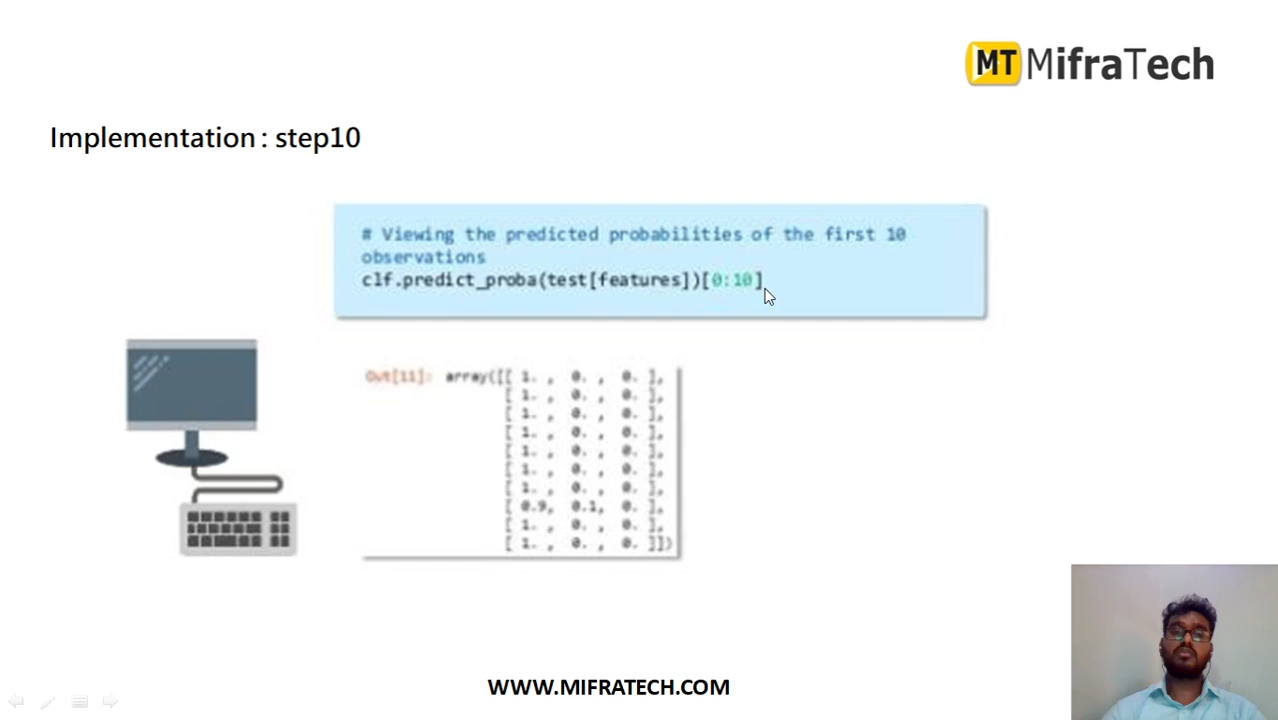 MT MifraTech
Implementation : step10
# Viewing the predicted probabilities of the first 10
observations
clf.predict_proba(test[features])[0:10]
Out[11]: array([[ 1. , 0. , 0. ],
[ 1. , 0. , 0. ],
[ 1. , 0. , 0. ],
[ 1. , 0. , 0. ],
[ 1. , 0. , 0. ],
[ 1. , 0. , 0. ],
[ 1. , 0. , 0. ],
[ 0.9, 0.1, 0. ],
[ 1. , 0. , 0. ],
[ 1. , 0. , 0. ]])
WWW.MIFRATECH.COM